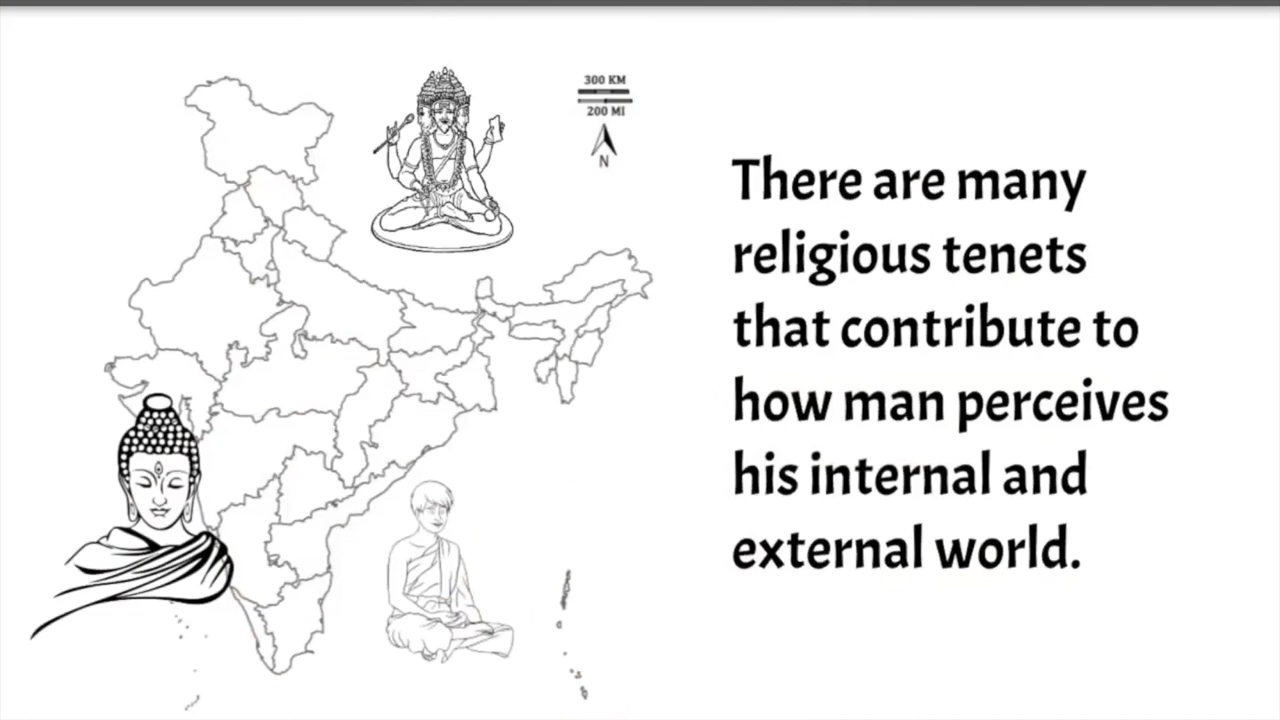 300 KM
200 MI
N
There are many
religious tenets
that contribute to
how man perceives
his internal and
external world.